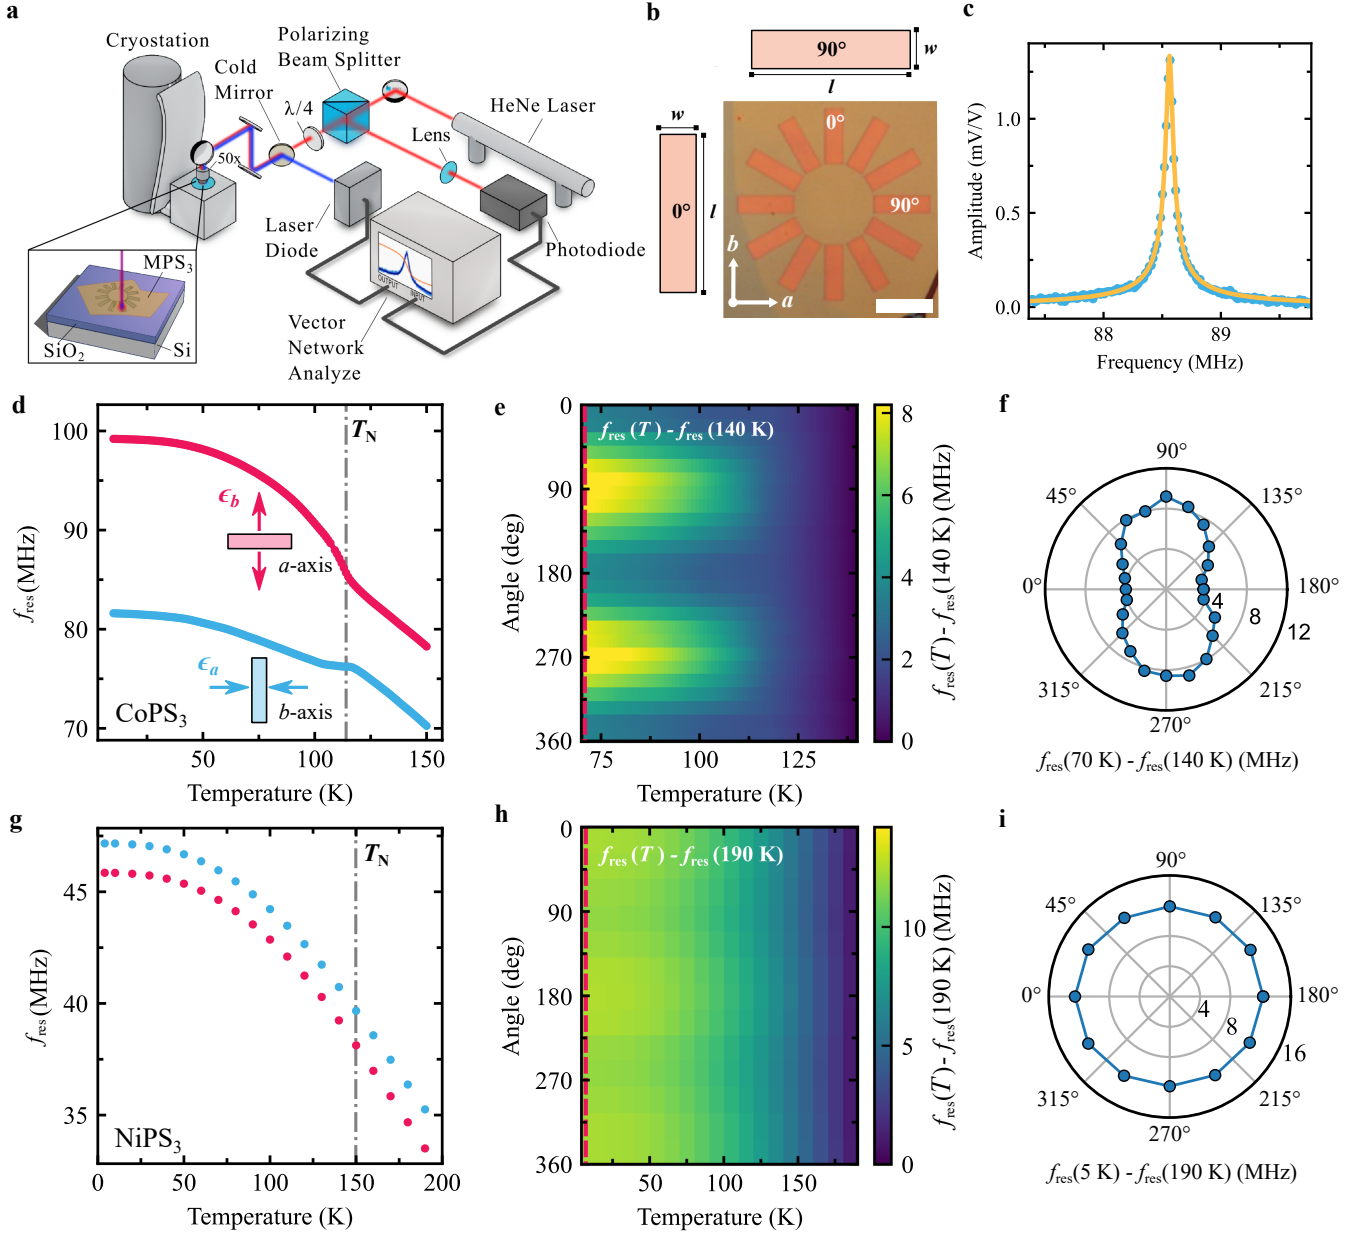 a
Cryostation
Cold
Mirror
Polarizing
Beam Splitter
λ/4
HeNe Laser
Lens
50x
Laser
Diode
Photodiode
OUTPUT
INPUT
Vector
Network
Analyze
MPS3
SiO2
Si
b
90°
w
l
w
0°
l
0°
90°
b
a
c
Amplitude (mV/V)
1.0
0.5
0.0
88
89
Frequency (MHz)
d
fres (MHz)
100
90
80
70
TN
ϵb
a-axis
ϵa
b-axis
CoPS3
50
100
150
Temperature (K)
e
fres (T) - fres (140 K)
Angle (deg)
0
90
180
270
360
75
100
125
Temperature (K)
8
6
4
2
0
fres(T) - fres(140 K) (MHz)
f
90°
45°
135°
0°
180°
4
8
12
315°
215°
270°
fres(70 K) - fres(140 K) (MHz)
g
fres (MHz)
45
40
35
TN
NiPS3
0
50
100
150
200
Temperature (K)
h
fres (T) - fres (190 K)
Angle (deg)
0
90
180
270
360
50
100
150
Temperature (K)
10
5
0
fres(T) - fres(190 K) (MHz)
i
90°
45°
135°
0°
180°
4
8
16
315°
215°
270°
fres(5 K) - fres(190 K) (MHz)